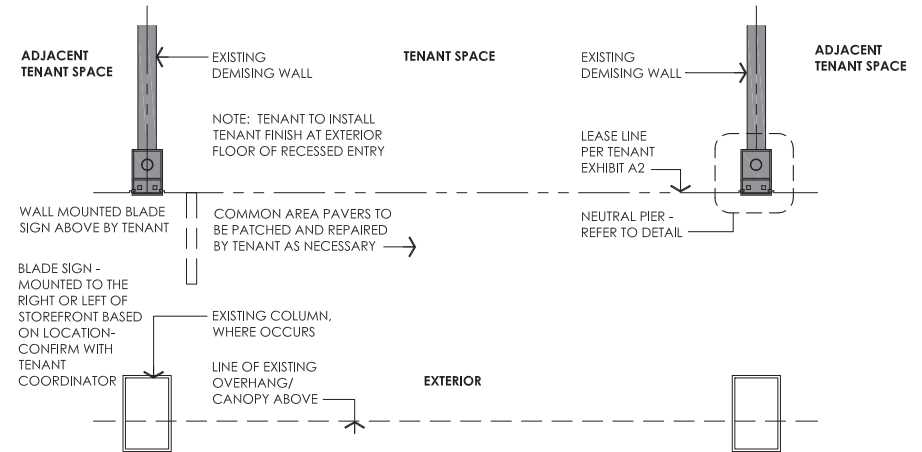 ADJACENT
TENANT SPACE
EXISTING
DEMISING WALL
TENANT SPACE
EXISTING
DEMISING WALL
ADJACENT
TENANT SPACE
NOTE:  TENANT TO INSTALL
TENANT FINISH AT EXTERIOR
FLOOR OF RECESSED ENTRY
LEASE LINE
PER TENANT
EXHIBIT A2
WALL MOUNTED BLADE
SIGN ABOVE BY TENANT
COMMON AREA PAVERS TO
BE PATCHED AND REPAIRED
BY TENANT AS NECESSARY
NEUTRAL PIER -
REFER TO DETAIL
BLADE SIGN -
MOUNTED TO THE
RIGHT OR LEFT OF
STOREFRONT BASED
ON LOCATION-
CONFIRM WITH
TENANT
COORDINATOR
EXISTING COLUMN,
WHERE OCCURS
LINE OF EXISTING
OVERHANG/
CANOPY ABOVE
EXTERIOR